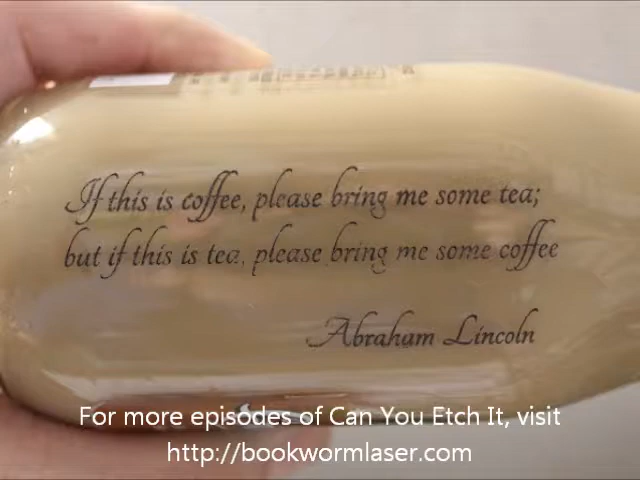 If this is coffee, please bring me some tea;
but if this is tea, please bring me some coffee
Abraham Lincoln
For more episodes of Can You Etch It, visit
http://bookwormlaser.com